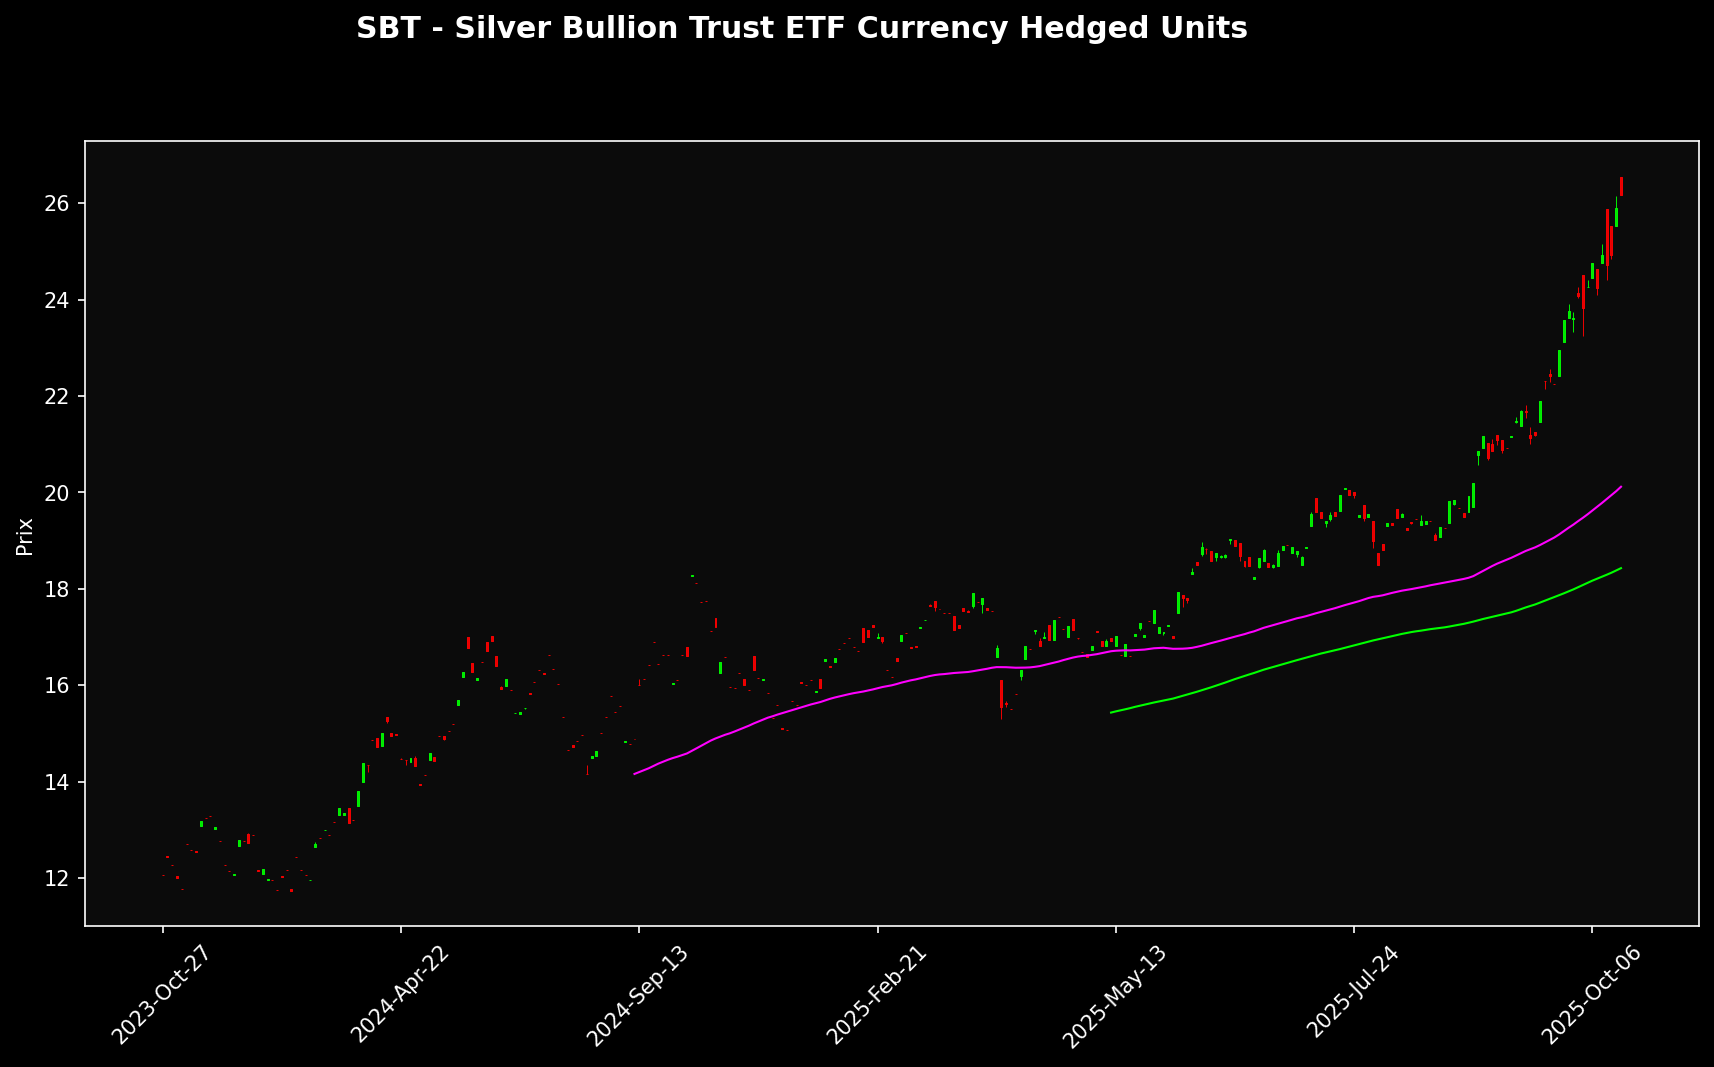 SBT - Silver Bullion Trust ETF Currency Hedged Units
Prix
26
24
22
20
18
16
14
12
2023-Oct-27
2024-Apr-22
2024-Sep-13
2025-Feb-21
2025-May-13
2025-Jul-24
2025-Oct-06